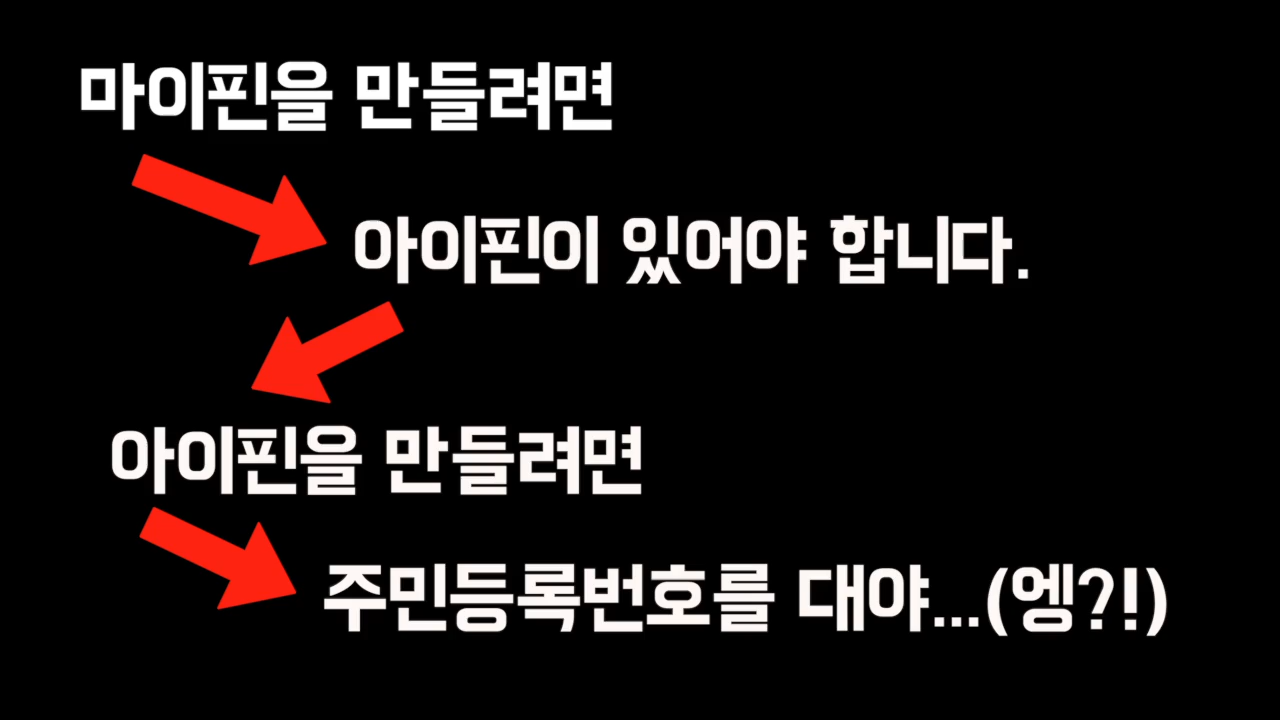 마이핀을 만들려면
아이핀이 있어야 합니다.
아이핀을 만들려면
주민등록번호를 대야...(엥?!)